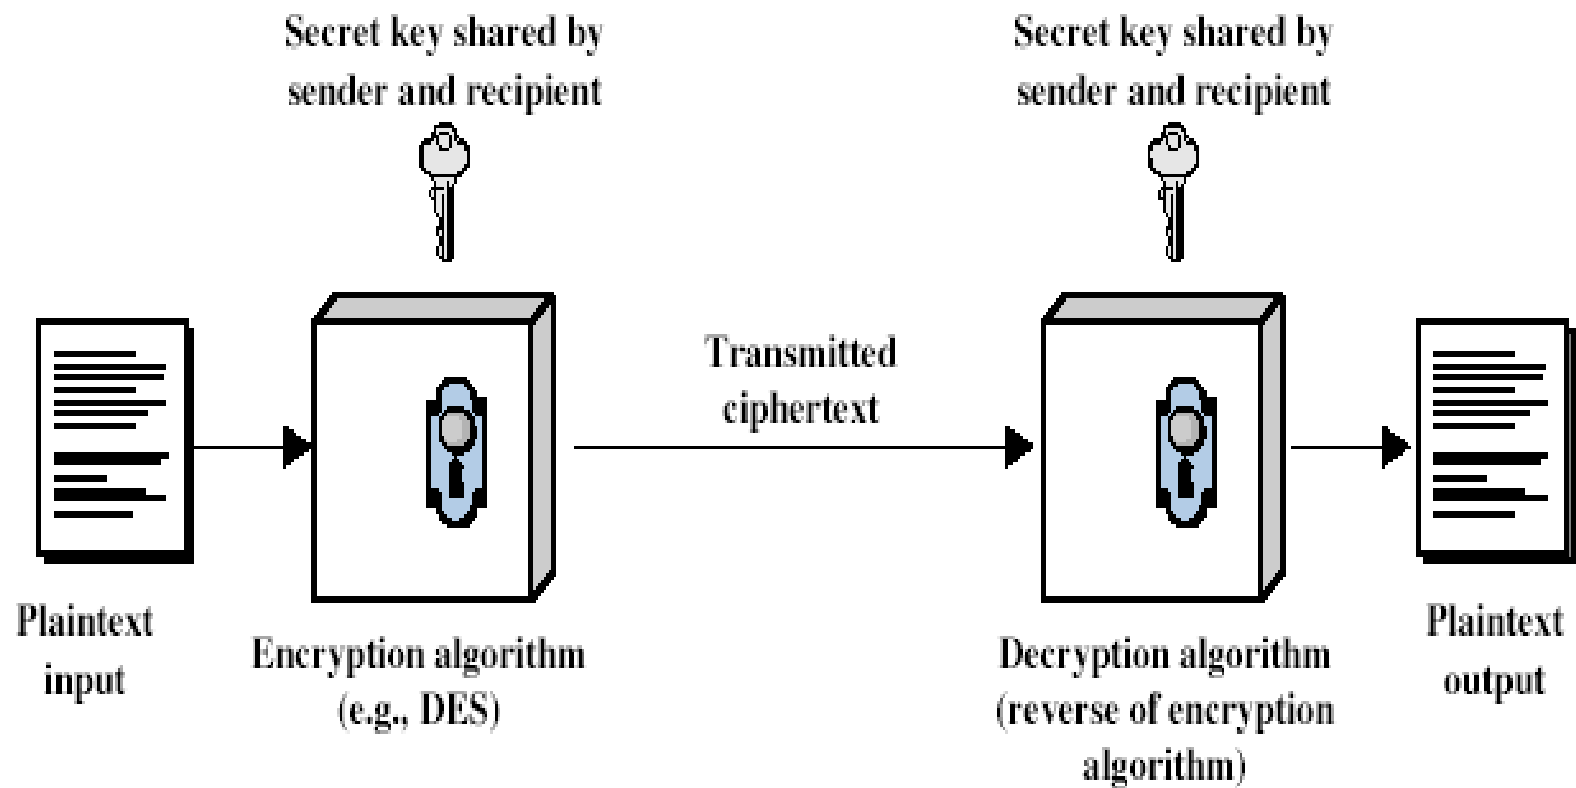 Secret key shared by
sender and recipient
Secret key shared by
sender and recipient
Transmitted
ciphertext
Plaintext
input
Encryption algorithm
(e.g., DES)
Decryption algorithm
(reverse of encryption
algorithm)
Plaintext
output